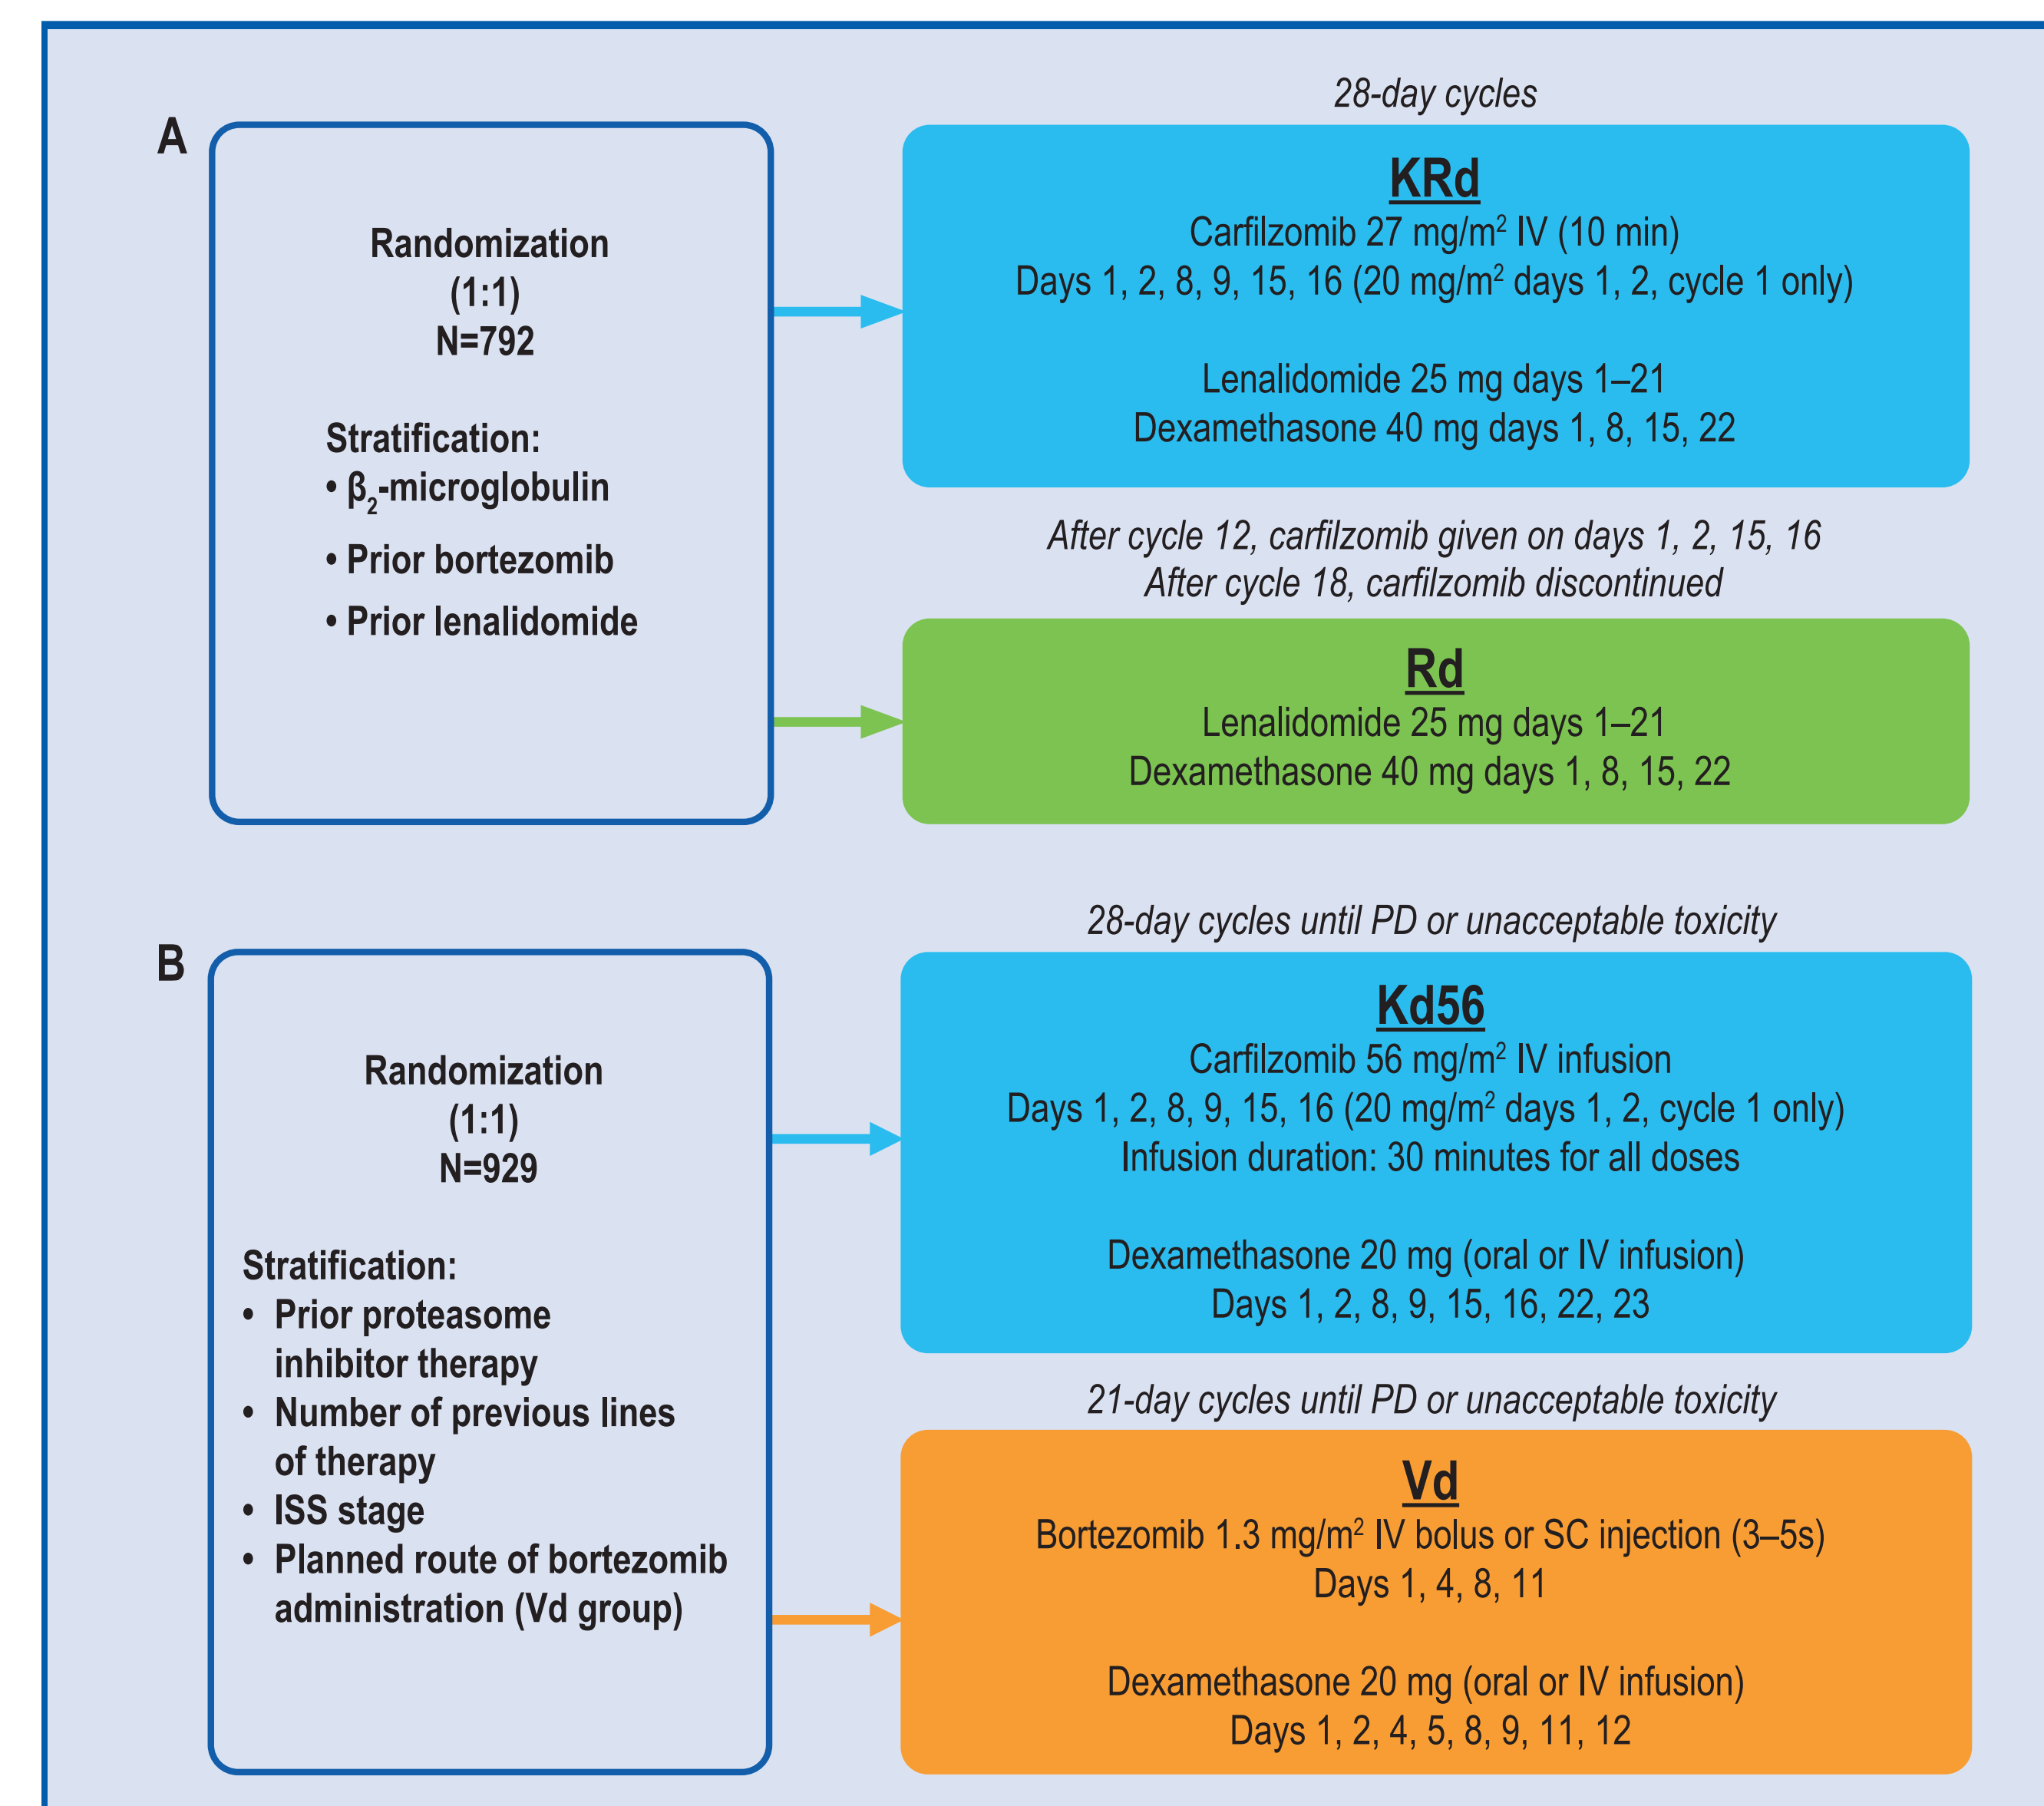 A
Randomization
(1:1)
N=792
Stratification:
• β₂-microglobulin
• Prior bortezomib
• Prior lenalidomide
28-day cycles
KRd
Carfilzomib 27 mg/m² IV (10 min)
Days 1, 2, 8, 9, 15, 16 (20 mg/m² days 1, 2, cycle 1 only)
Lenalidomide 25 mg days 1–21
Dexamethasone 40 mg days 1, 8, 15, 22
After cycle 12, carfilzomib given on days 1, 2, 15, 16
After cycle 18, carfilzomib discontinued
Rd
Lenalidomide 25 mg days 1–21
Dexamethasone 40 mg days 1, 8, 15, 22
B
Randomization
(1:1)
N=929
Stratification:
• Prior proteasome
inhibitor therapy
• Number of previous lines
of therapy
• ISS stage
• Planned route of bortezomib
administration (Vd group)
28-day cycles until PD or unacceptable toxicity
Kd56
Carfilzomib 56 mg/m² IV infusion
Days 1, 2, 8, 9, 15, 16 (20 mg/m² days 1, 2, cycle 1 only)
Infusion duration: 30 minutes for all doses
Dexamethasone 20 mg (oral or IV infusion)
Days 1, 2, 8, 9, 15, 16, 22, 23
21-day cycles until PD or unacceptable toxicity
Vd
Bortezomib 1.3 mg/m² IV bolus or SC injection (3–5s)
Days 1, 4, 8, 11
Dexamethasone 20 mg (oral or IV infusion)
Days 1, 2, 4, 5, 8, 9, 11, 12